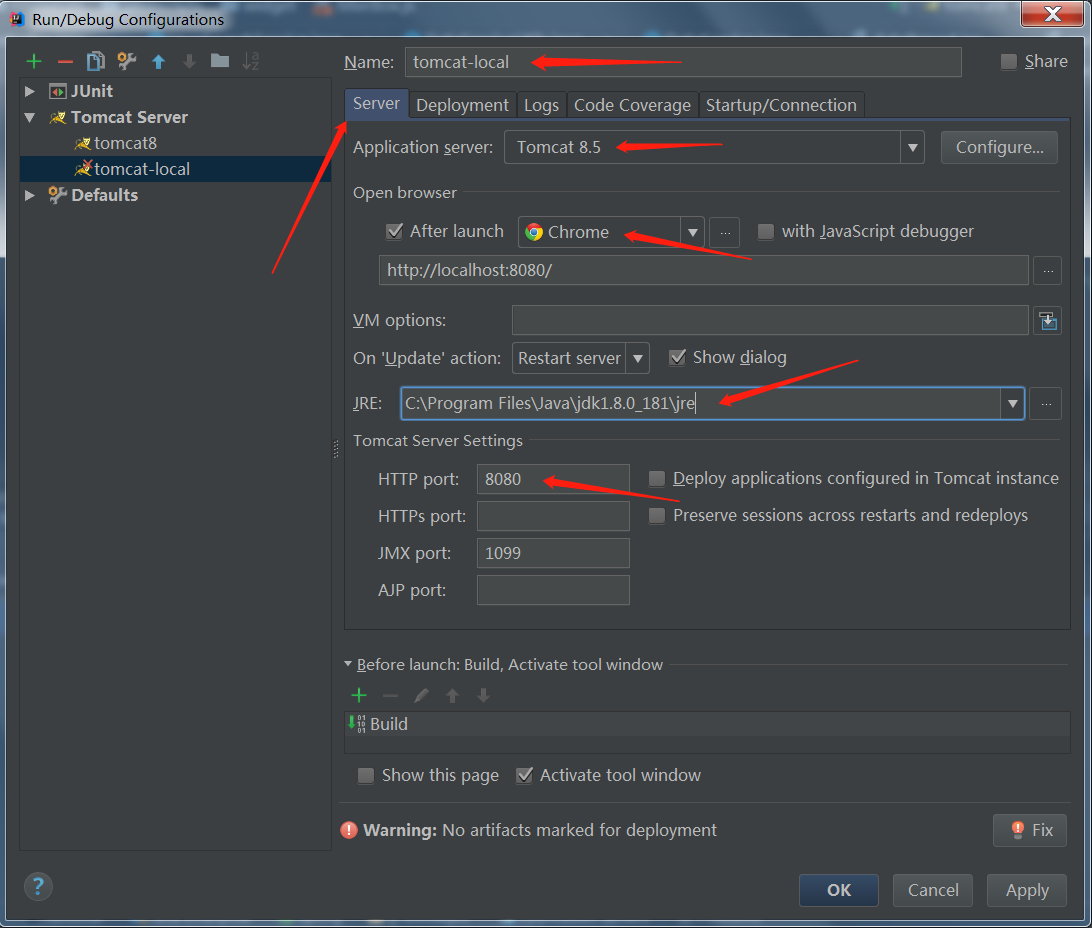 Run/Debug Configurations
Name: tomcat-local Share
JUnit
Tomcat Server
tomcat8
tomcat-local
Defaults
Server Deployment Logs Code Coverage Startup/Connection
Application server: Tomcat 8.5 Configure...
Open browser
After launch Chrome ... with JavaScript debugger
http://localhost:8080/ ...
VM options:
On 'Update' action: Restart server Show dialog
JRE: C:\Program Files\Java\jdk1.8.0_181\jre ...
Tomcat Server Settings
HTTP port: 8080 Deploy applications configured in Tomcat instance
HTTPs port: Preserve sessions across restarts and redeploys
JMX port: 1099
AJP port:
Before launch: Build, Activate tool window
Build
Show this page Activate tool window
Warning: No artifacts marked for deployment Fix
? OK Cancel Apply